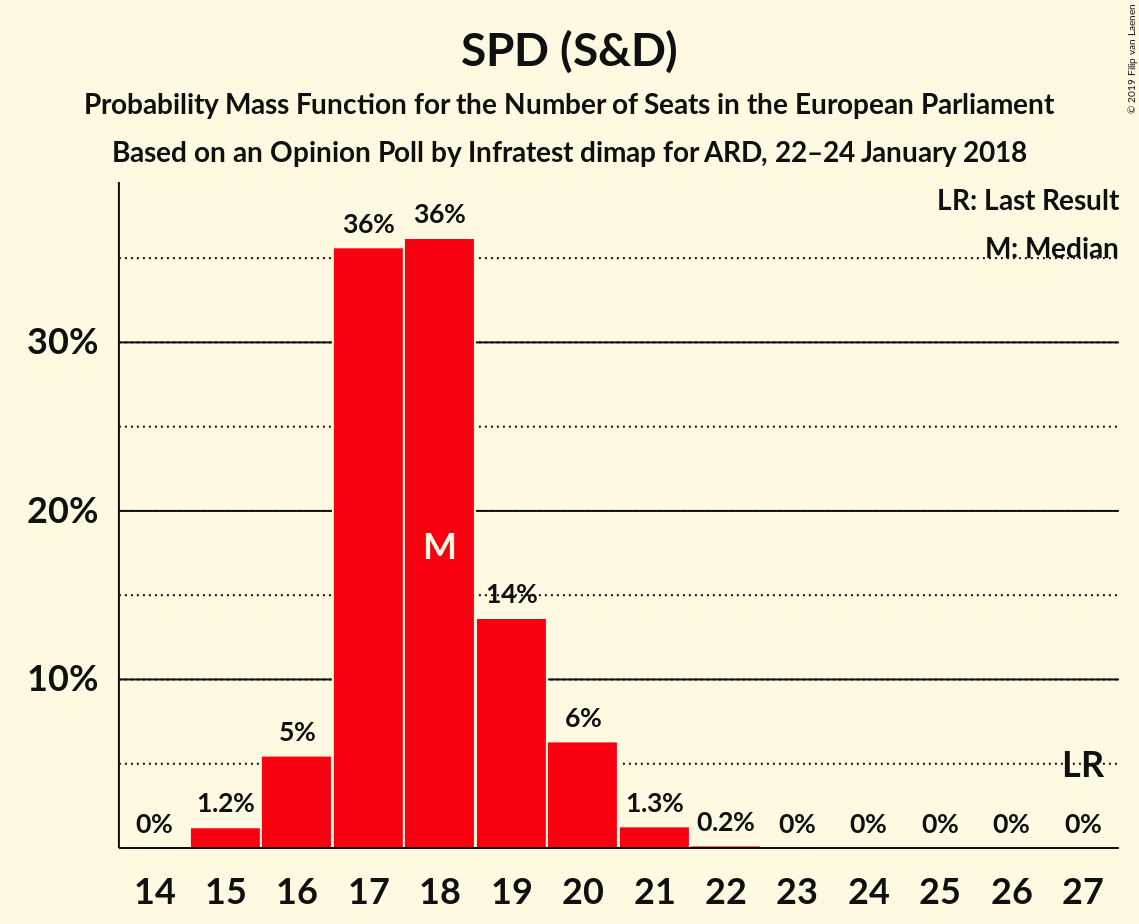 SPD (S&D)
Probability Mass Function for the Number of Seats in the European Parliament
Based on an Opinion Poll by Infratest dimap for ARD, 22–24 January 2018
© 2019 Filip van Laenen
LR: Last Result
M: Median
36%
36%
30%
20%
M
14%
10%
6%
5%
LR
1.2%
1.3%
0.2%
0%
0%
0%
0%
0%
0%
14 15 16 17 18 19 20 21 22 23 24 25 26 27